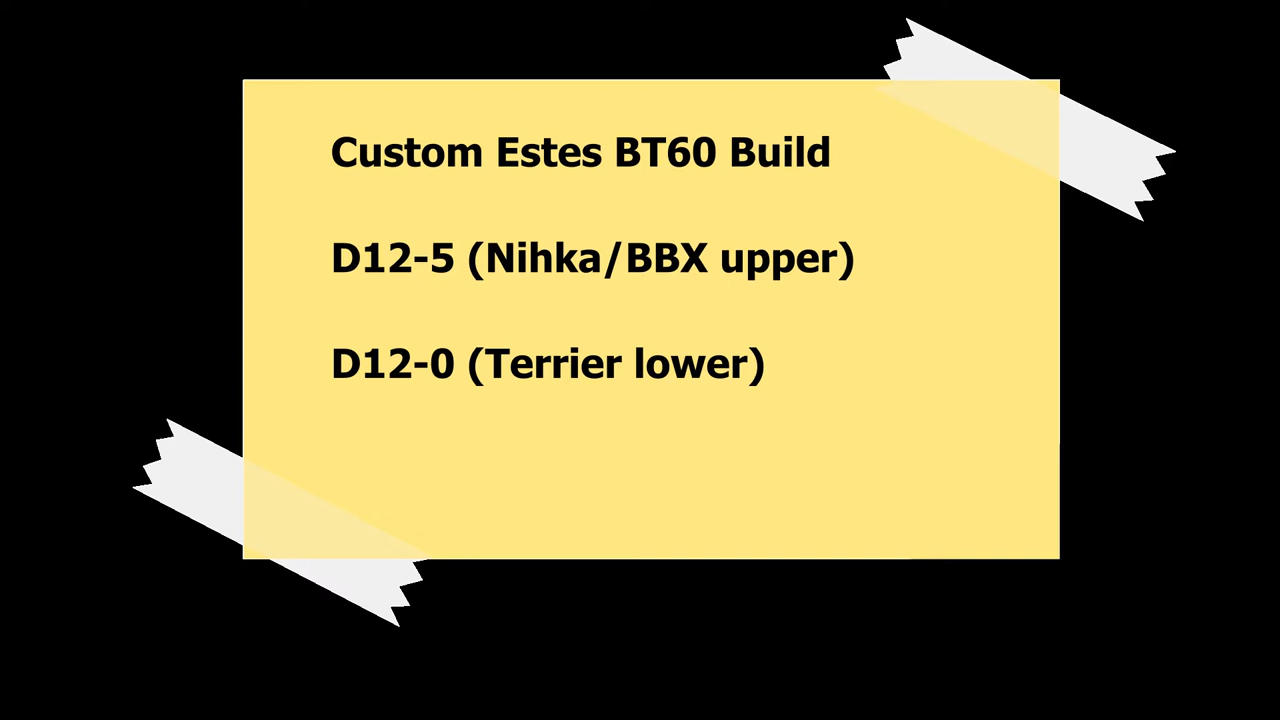 Custom Estes BT60 Build
D12-5 (Nihka/BBX upper)
D12-0 (Terrier lower)